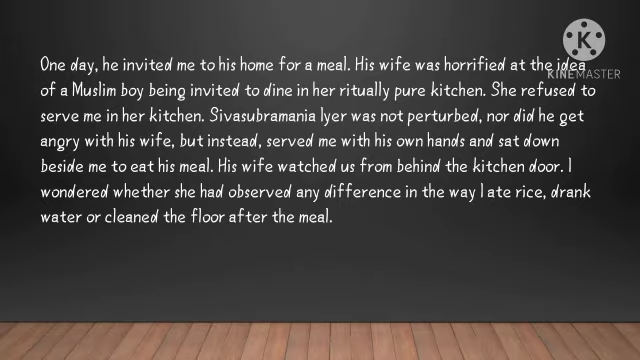 One day, he invited me to his home for a meal. His wife was horrified at the idea
of a Muslim boy being invited to dine in her ritually pure kitchen. She refused to
serve me in her kitchen. Sivasubramania Iyer was not perturbed, nor did he get
angry with his wife, but instead, served me with his own hands and sat down
beside me to eat his meal. His wife watched us from behind the kitchen door. I
wondered whether she had observed any difference in the way I ate rice, drank
water or cleaned the floor after the meal.
K
KINEMASTER